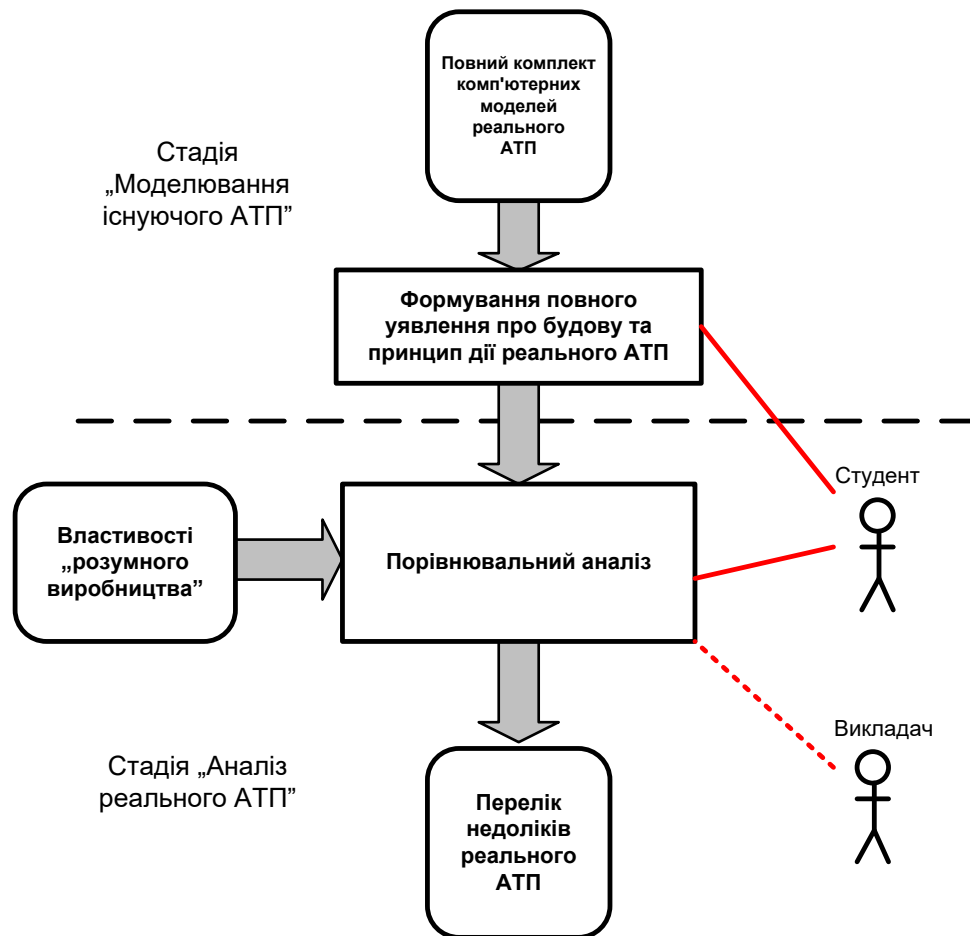 Повний комплект
комп'ютерних
моделей
реального
АТП
Стадія
„Моделювання
існуючого АТП”
Формування повного
уявлення про будову та
принцип дії реального АТП
Студент
Властивості
„розумного
виробництва”
Порівнювальний аналіз
Викладач
Стадія „Аналіз
реального АТП”
Перелік
недоліків
реального
АТП